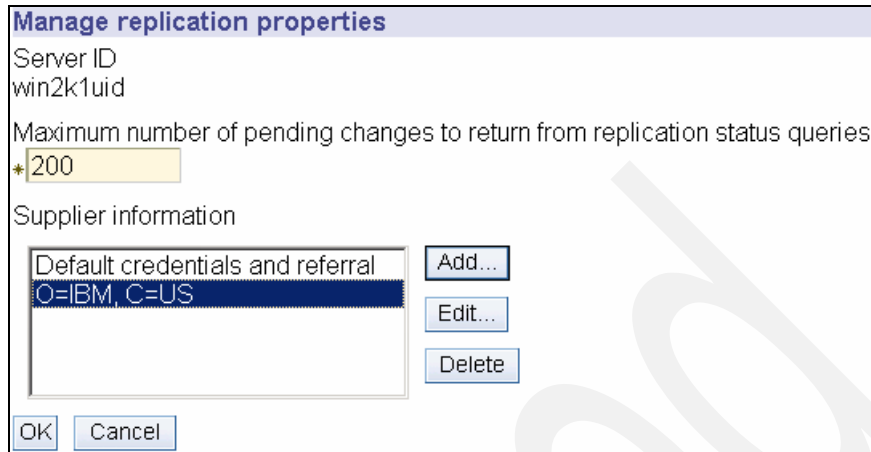 Manage replication properties
Server ID
win2k1uid
Maximum number of pending changes to return from replication status queries
*200
Supplier information
Default credentials and referral
O=IBM, C=US
Add...
Edit...
Delete
OK
Cancel